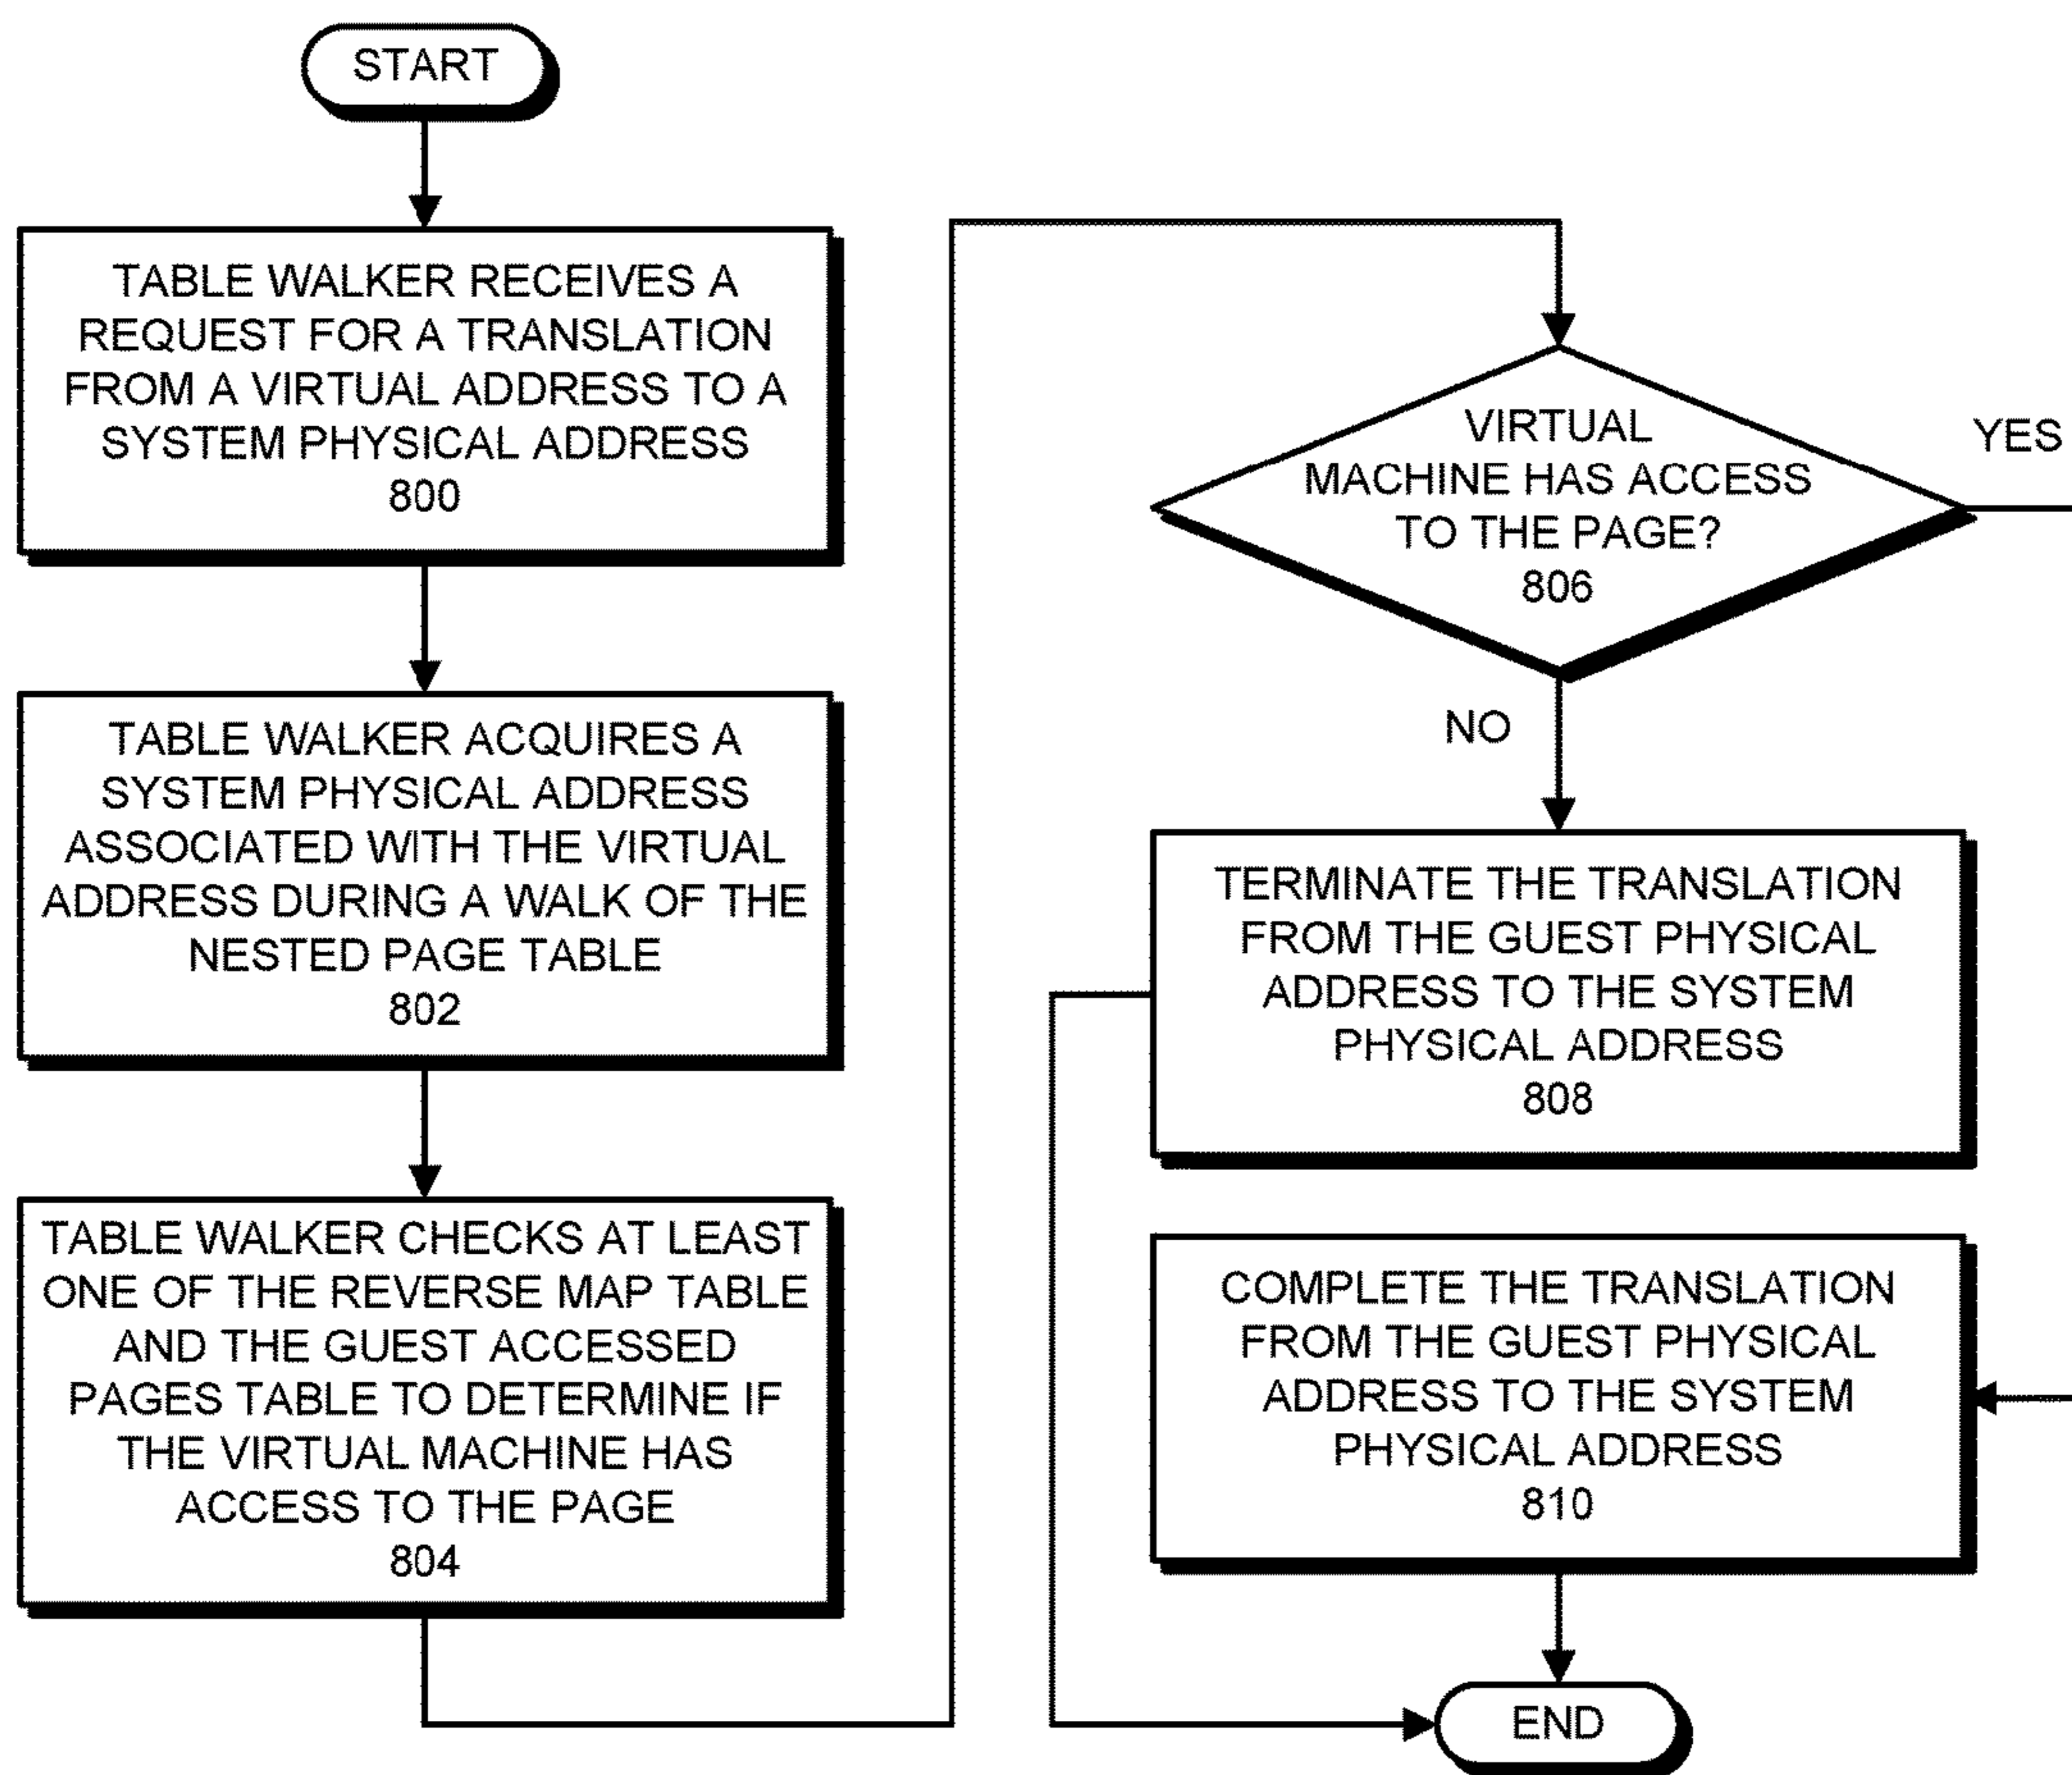 START
TABLE WALKER RECEIVES A
REQUEST FOR A TRANSLATION
FROM A VIRTUAL ADDRESS TO A
SYSTEM PHYSICAL ADDRESS
800
TABLE WALKER ACQUIRES A
SYSTEM PHYSICAL ADDRESS
ASSOCIATED WITH THE VIRTUAL
ADDRESS DURING A WALK OF THE
NESTED PAGE TABLE
802
TABLE WALKER CHECKS AT LEAST
ONE OF THE REVERSE MAP TABLE
AND THE GUEST ACCESSED
PAGES TABLE TO DETERMINE IF
THE VIRTUAL MACHINE HAS
ACCESS TO THE PAGE
804
VIRTUAL
MACHINE HAS ACCESS
TO THE PAGE?
806
YES
NO
TERMINATE THE TRANSLATION
FROM THE GUEST PHYSICAL
ADDRESS TO THE SYSTEM
PHYSICAL ADDRESS
808
COMPLETE THE TRANSLATION
FROM THE GUEST PHYSICAL
ADDRESS TO THE SYSTEM
PHYSICAL ADDRESS
810
END